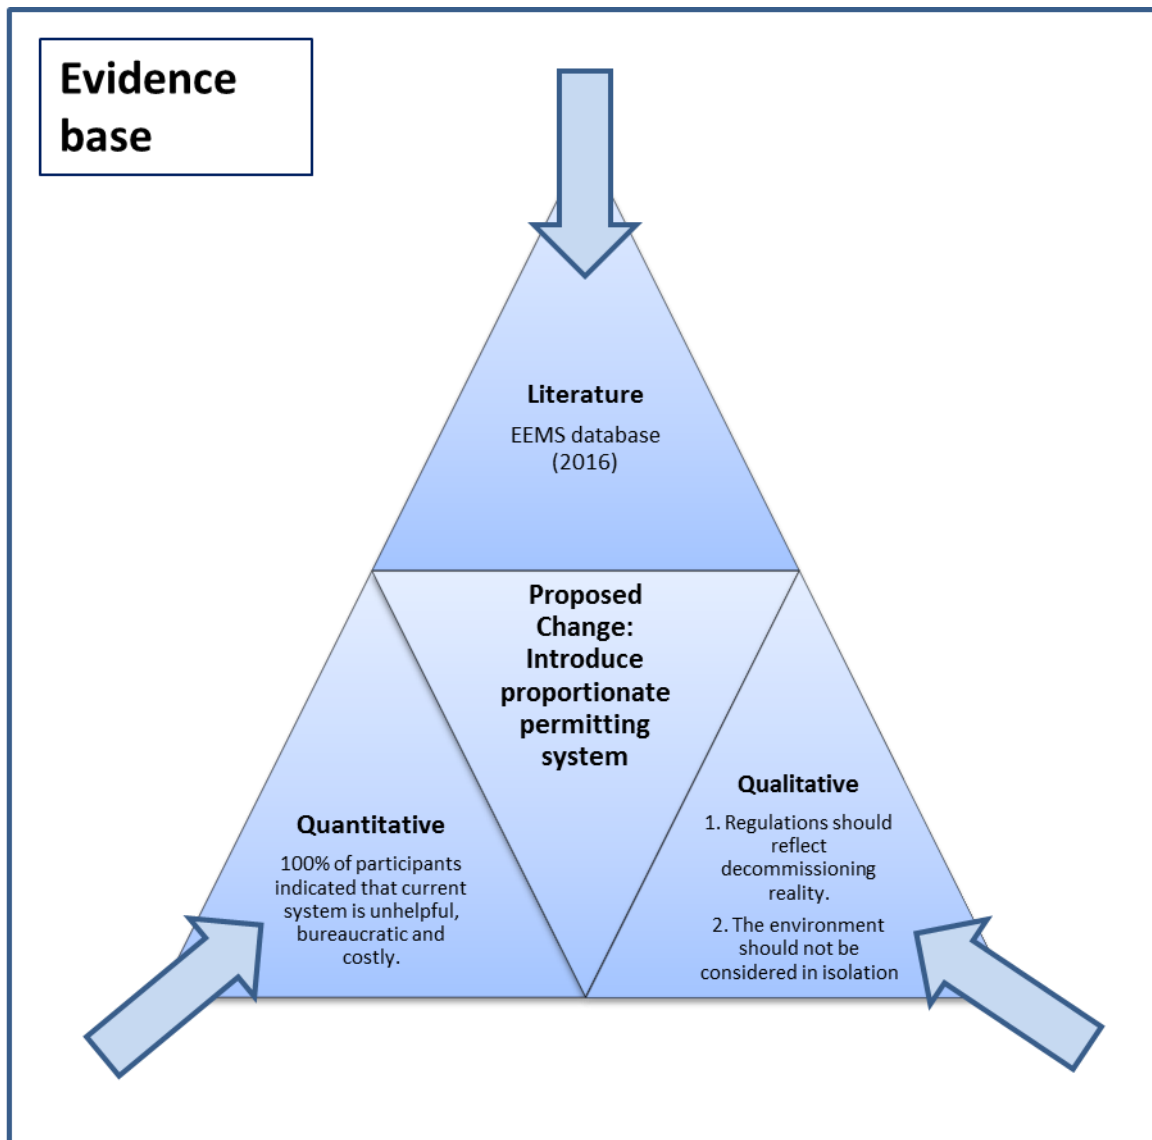 Evidence
base
Literature
EEMS database
(2016)
Proposed
Change:
Introduce
proportionate
permitting
system
Quantitative
100% of participants
indicated that current
system is unhelpful,
bureaucratic and
costly.
Qualitative
1. Regulations should
reflect
decommissioning
reality.
2. The environment
should not be
considered in isolation